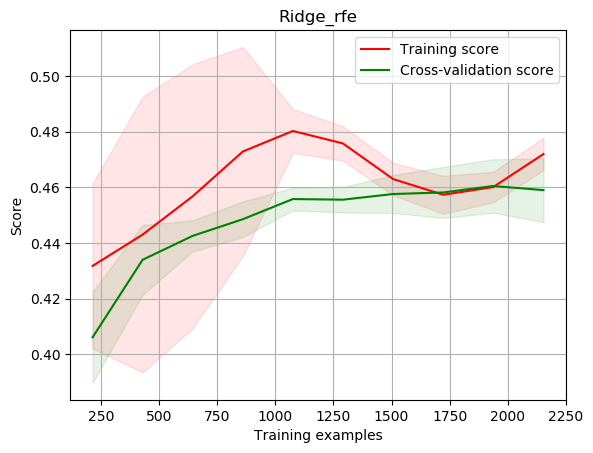 Ridge_rfe
Training score
Cross-validation score
Score
0.50
0.48
0.46
0.44
0.42
0.40
250 500 750 1000 1250 1500 1750 2000 2250
Training examples